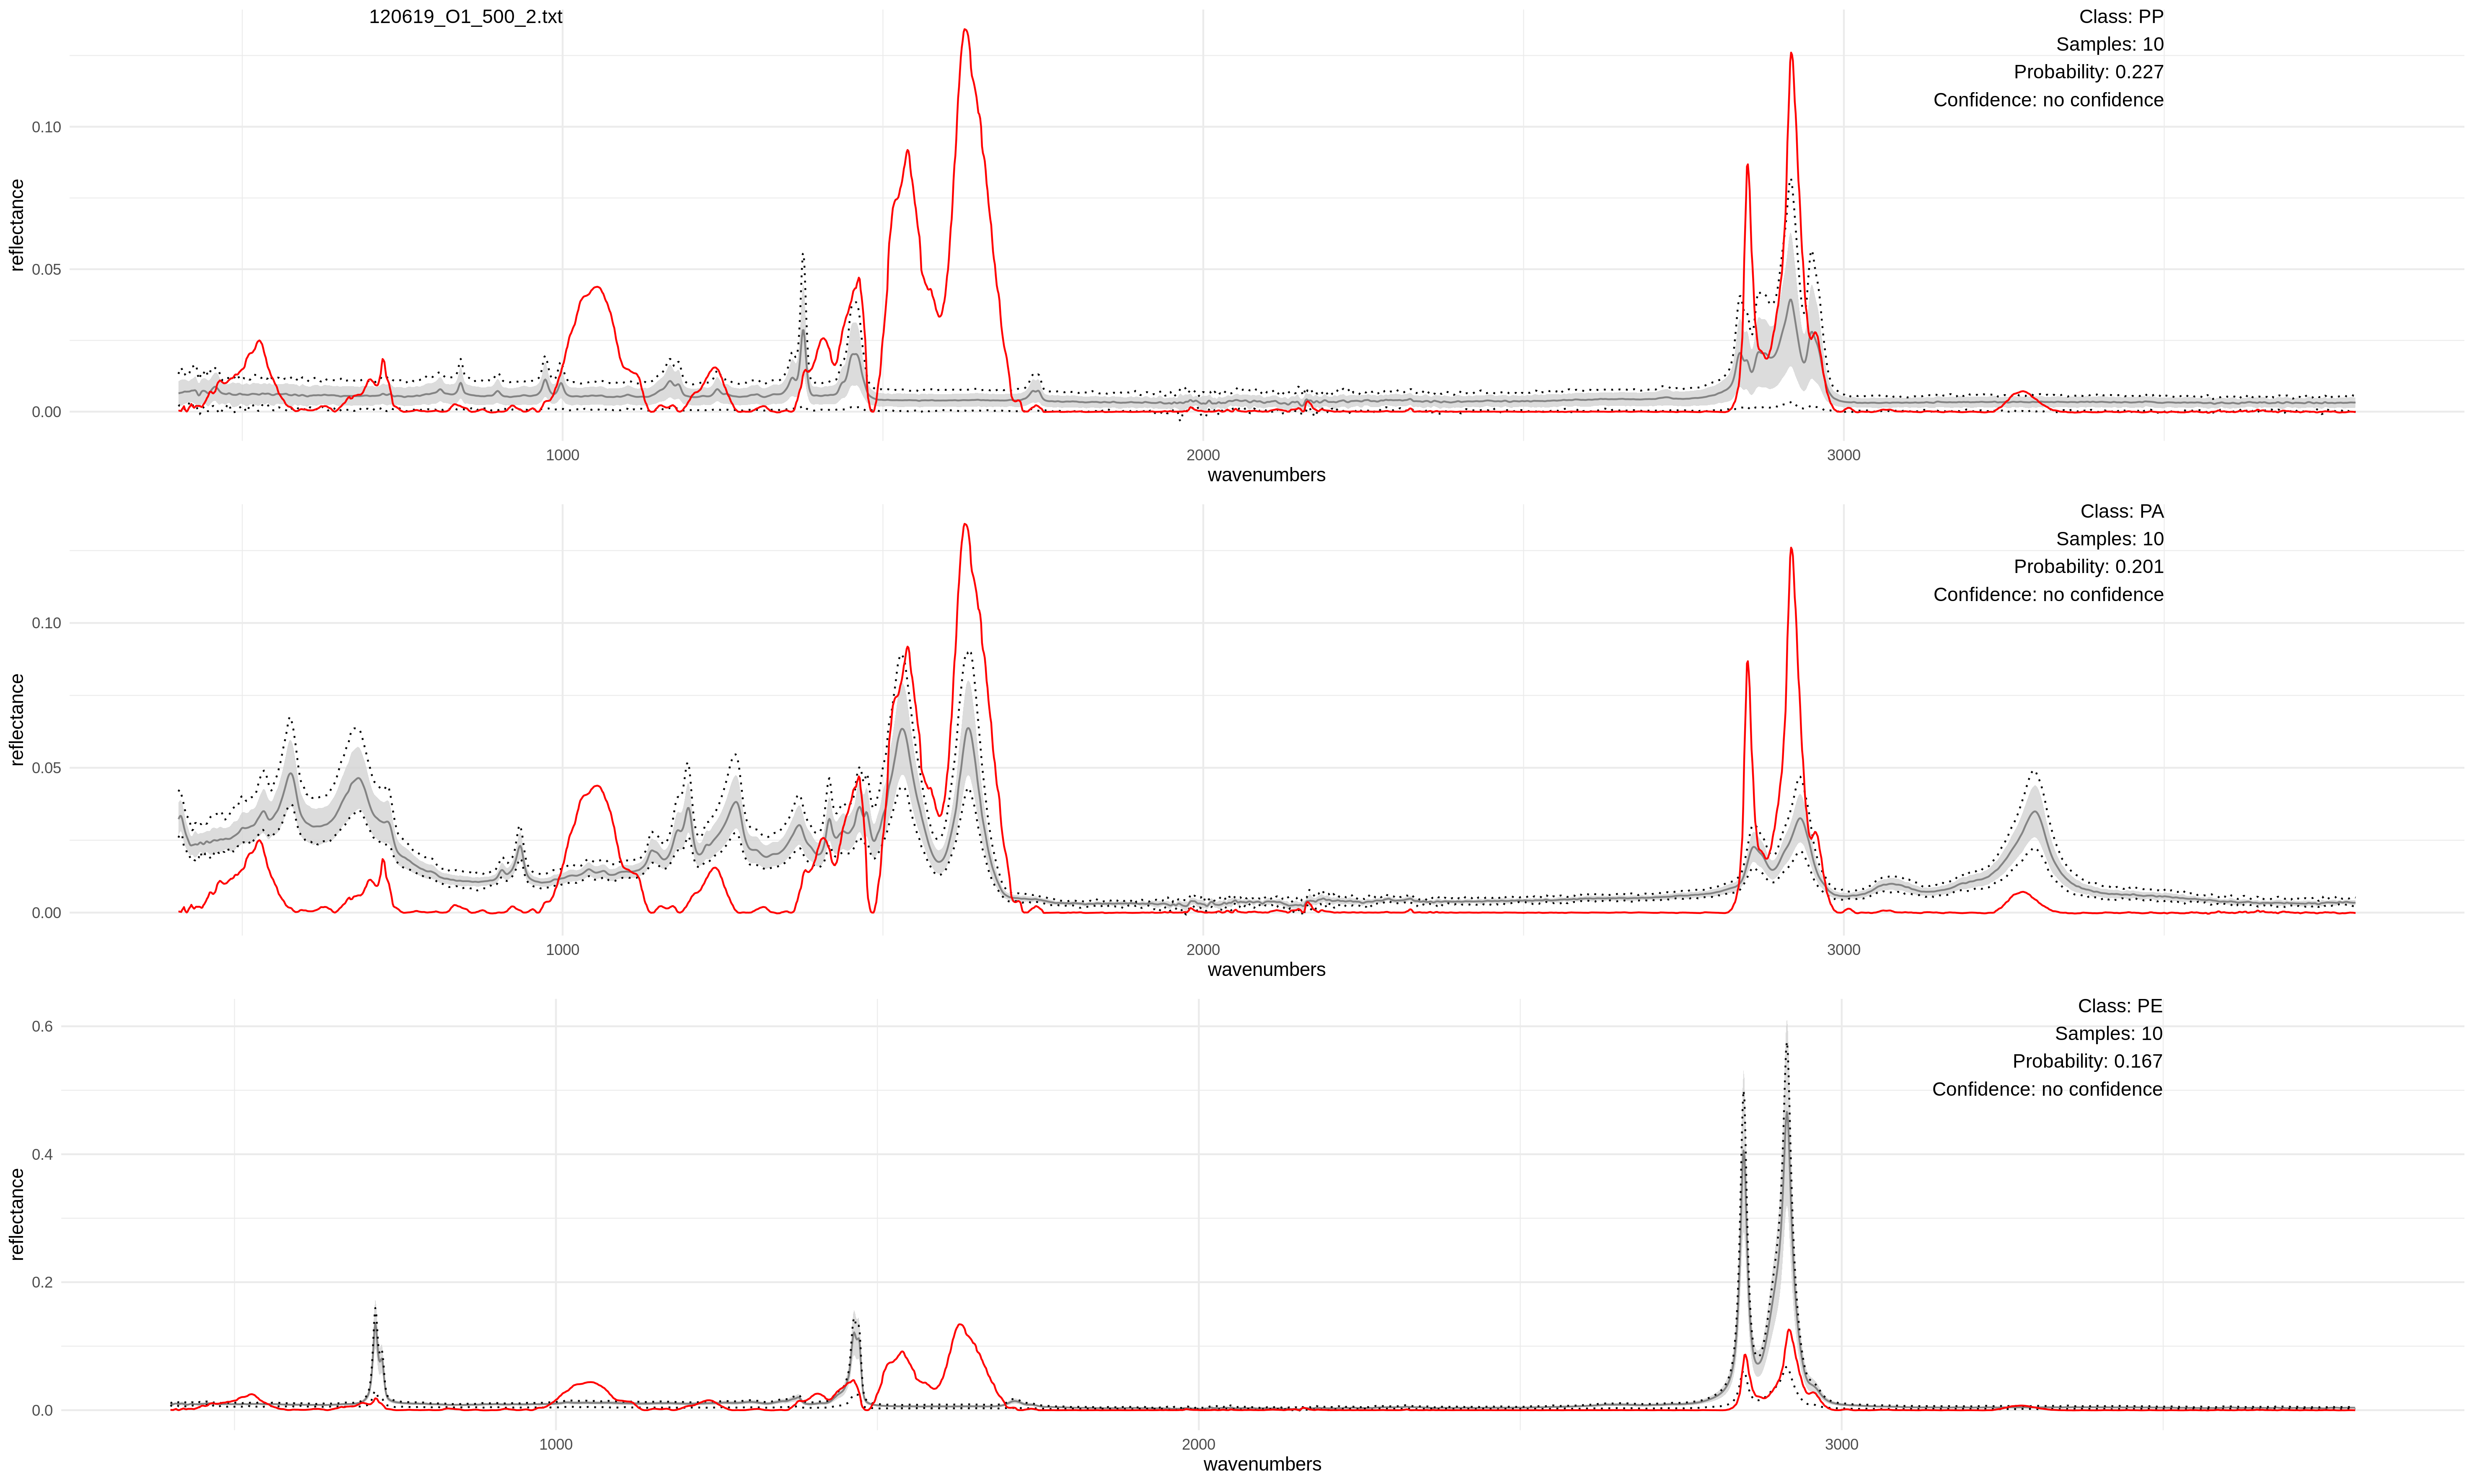 120619_O1_500_2.txt
Class: PP
Samples: 10
Probability: 0.227
Confidence: no confidence
reflectance
0.10
0.05
0.00
1000
2000
3000
wavenumbers
Class: PA
Samples: 10
Probability: 0.201
Confidence: no confidence
reflectance
0.10
0.05
0.00
1000
2000
3000
wavenumbers
Class: PE
Samples: 10
Probability: 0.167
Confidence: no confidence
reflectance
0.6
0.4
0.2
0.0
1000
2000
3000
wavenumbers